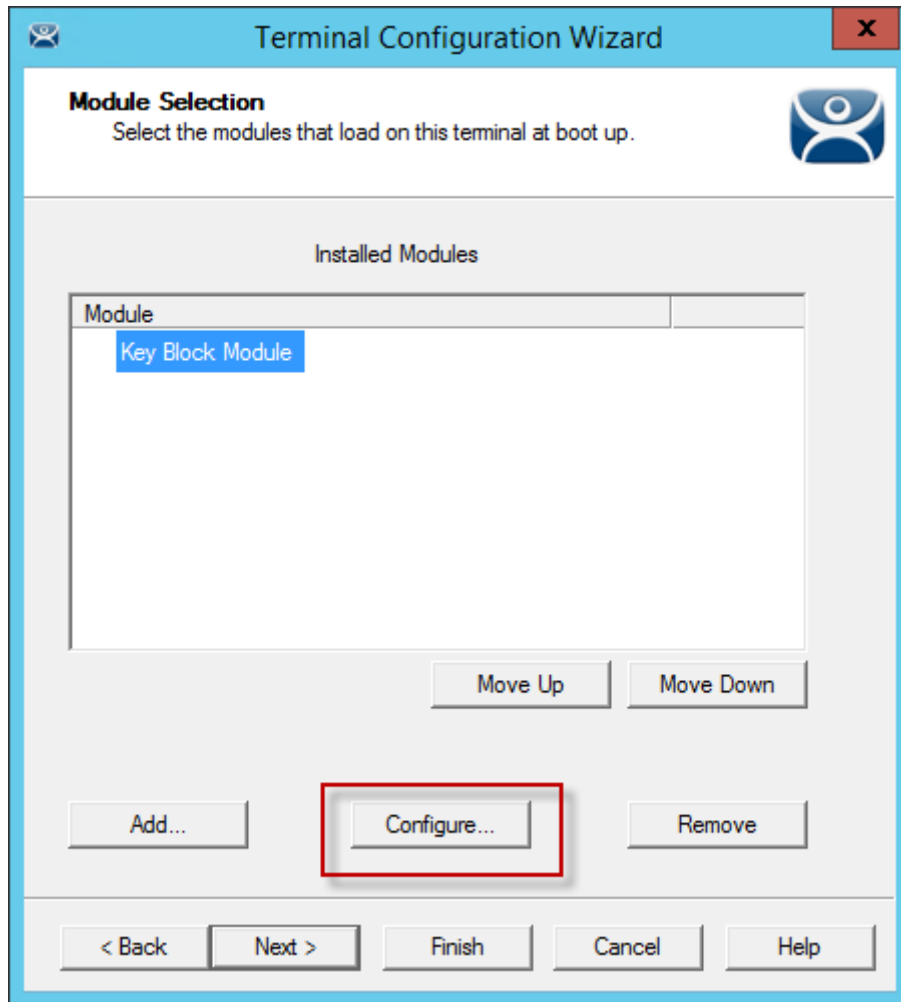 Terminal Configuration Wizard
x
Module Selection
Select the modules that load on this terminal at boot up.
Installed Modules
Module
Key Block Module
Move Up Move Down
Add... Configure... Remove
< Back Next > Finish Cancel Help